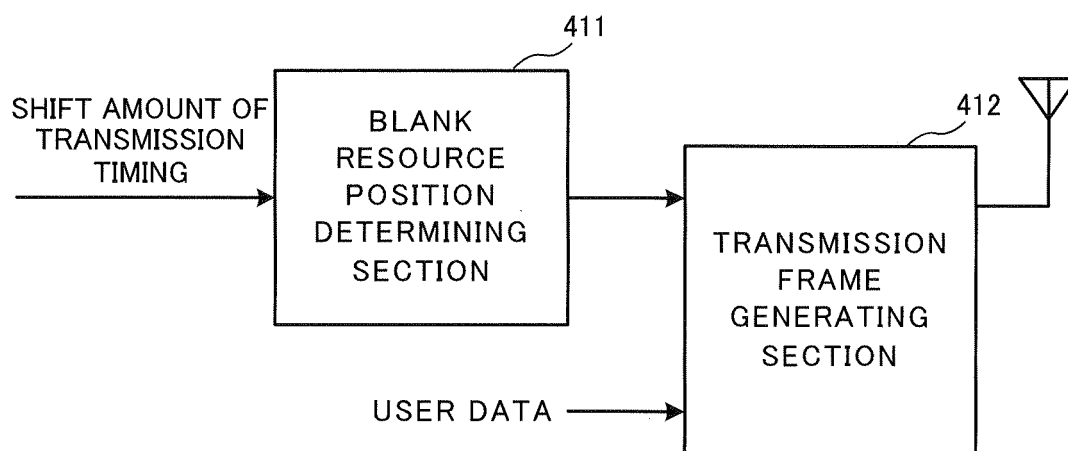 411
SHIFT AMOUNT OF
TRANSMISSION
TIMING
BLANK
RESOURCE
POSITION
DETERMINING
SECTION
412
TRANSMISSION
FRAME
GENERATING
SECTION
USER DATA